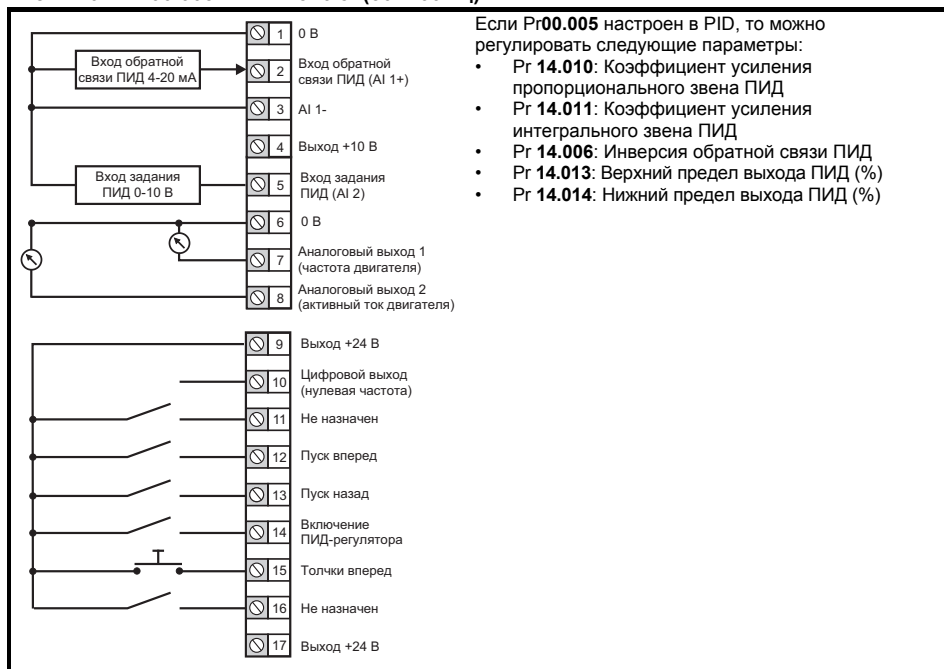 1 0 В
Вход обратной
связи ПИД 4-20 мА
2 Вход обратной
связи ПИД (AI 1+)
3 AI 1-
4 Выход +10 В
Вход задания
ПИД 0-10 В
5 Вход задания
ПИД (AI 2)
6 0 В
7 Аналоговый выход 1
(частота двигателя)
8 Аналоговый выход 2
(активный ток двигателя)
9 Выход +24 В
10 Цифровой выход
(нулевая частота)
11 Не назначен
12 Пуск вперед
13 Пуск назад
14 Включение
ПИД-регулятора
15 Толчки вперед
16 Не назначен
17 Выход +24 В
Если Pr00.005 настроен в PID, то можно
регулировать следующие параметры:
• Pr 14.010: Коэффициент усиления
пропорционального звена ПИД
• Pr 14.011: Коэффициент усиления
интегрального звена ПИД
• Pr 14.006: Инверсия обратной связи ПИД
• Pr 14.013: Верхний предел выхода ПИД (%)
• Pr 14.014: Нижний предел выхода ПИД (%)